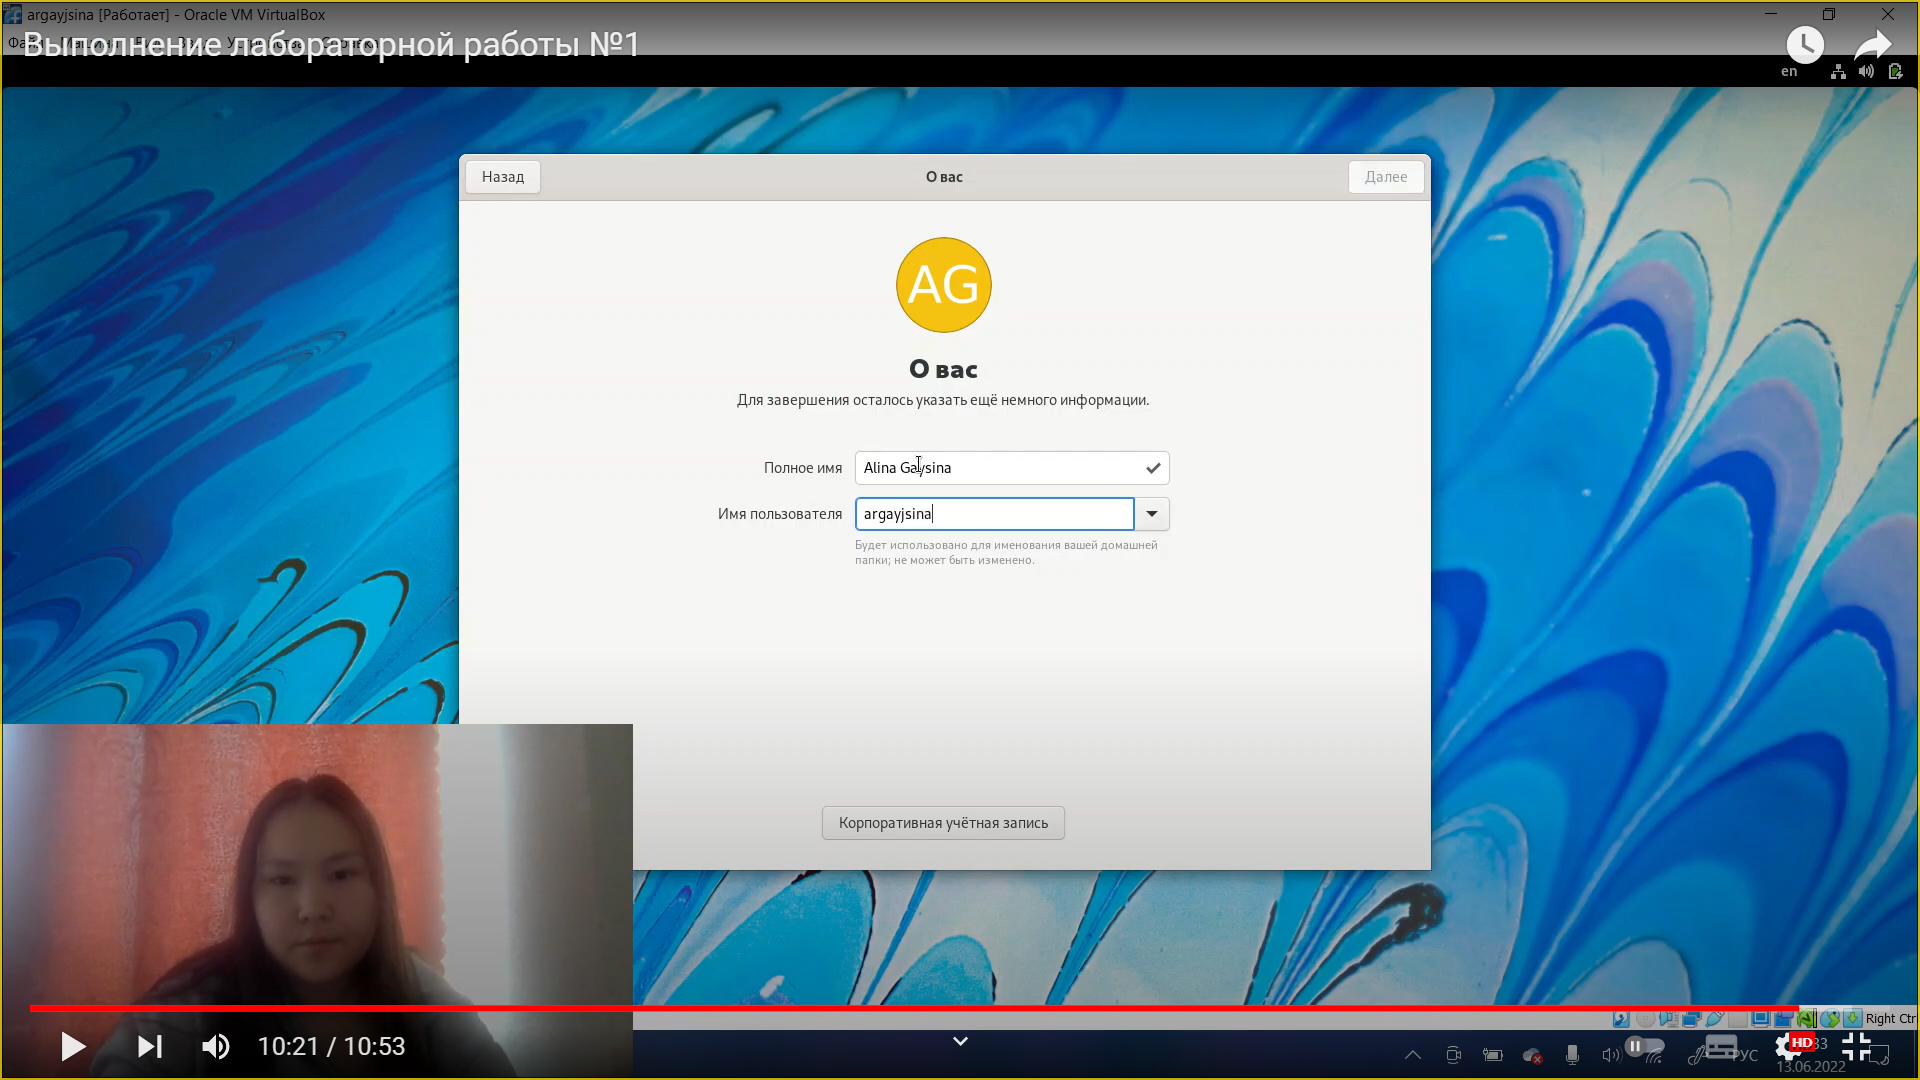 argayjsina [Работает] - Oracle VM VirtualBox
Выполнение лабораторной работы №1
en
Назад
О вас
Далее
AG
О вас
Для завершения осталось указать ещё немного информации.
Полное имя
Alina Gaysina
Имя пользователя
argayjsina
Будет использовано для именования вашей домашней
папки; не может быть изменено.
Корпоративная учётная запись
Right Ctr
10:21 / 10:53
РУС
HD
33
13.06.2022